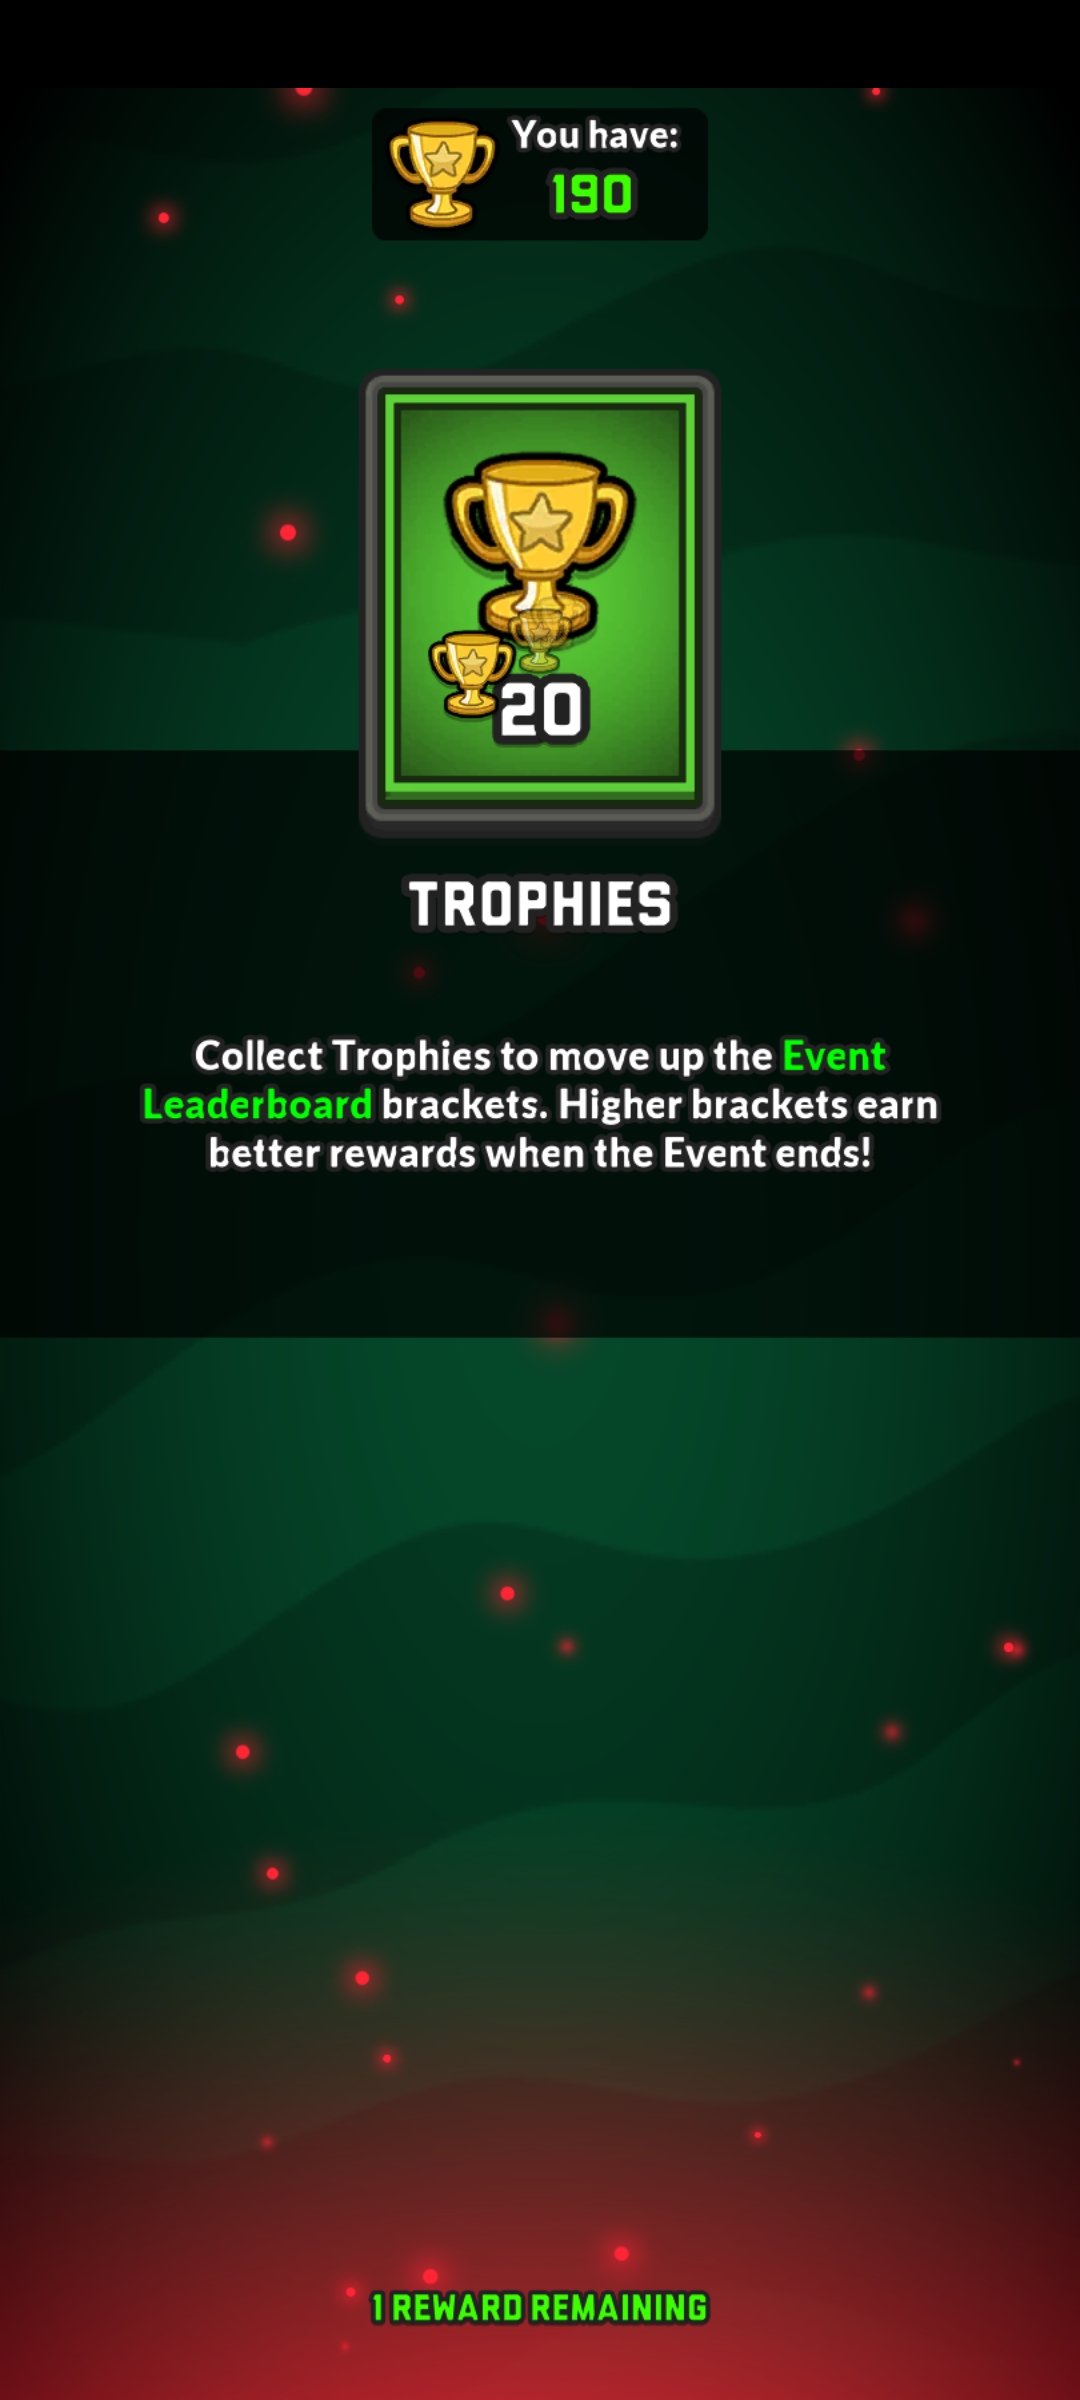 You have:
190
20
TROPHIES
Collect Trophies to move up the Event
Leaderboard brackets. Higher brackets earn
better rewards when the Event ends!
1 REWARD REMAINING